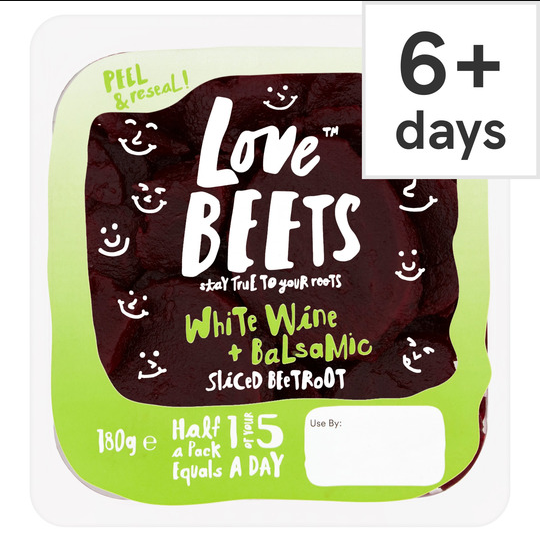 PEEL
& reseal!
6+
days
Love™
BEETS
stay TruE TO youR rooTS
WhiTe Wine
+ BaLsaMic
SliceD BEeTRoOT
180g e
Half
a Pack
Equals
1 OF YOUR 5
A DAY
Use By: